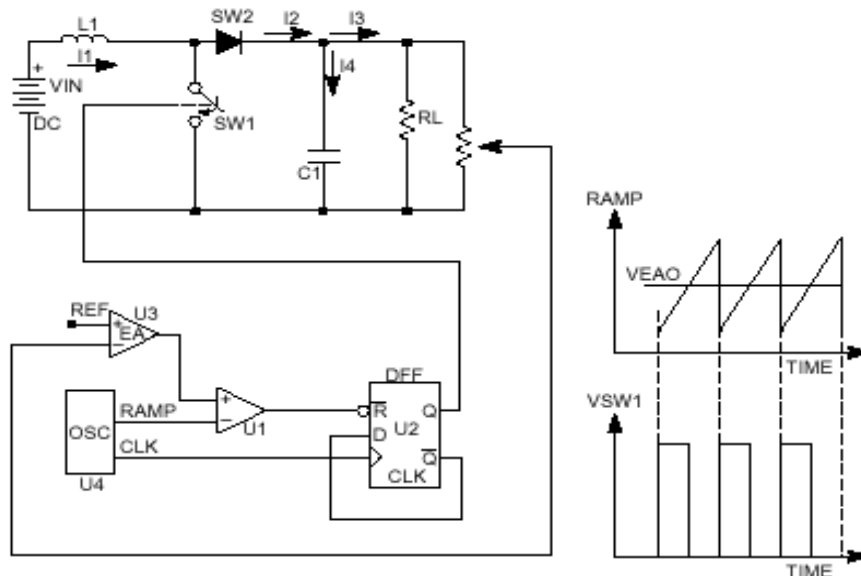 SW2
L1
I2
I3
I1
I4
+
VIN
DC
SW1
RL
C1
RAMP
VEAO
TIME
REF
U3
+
EA
−
DFF
+
−
U1
R̅
Q
D
U2
Q̅
CLK
OSC
RAMP
CLK
U4
VSW1
TIME